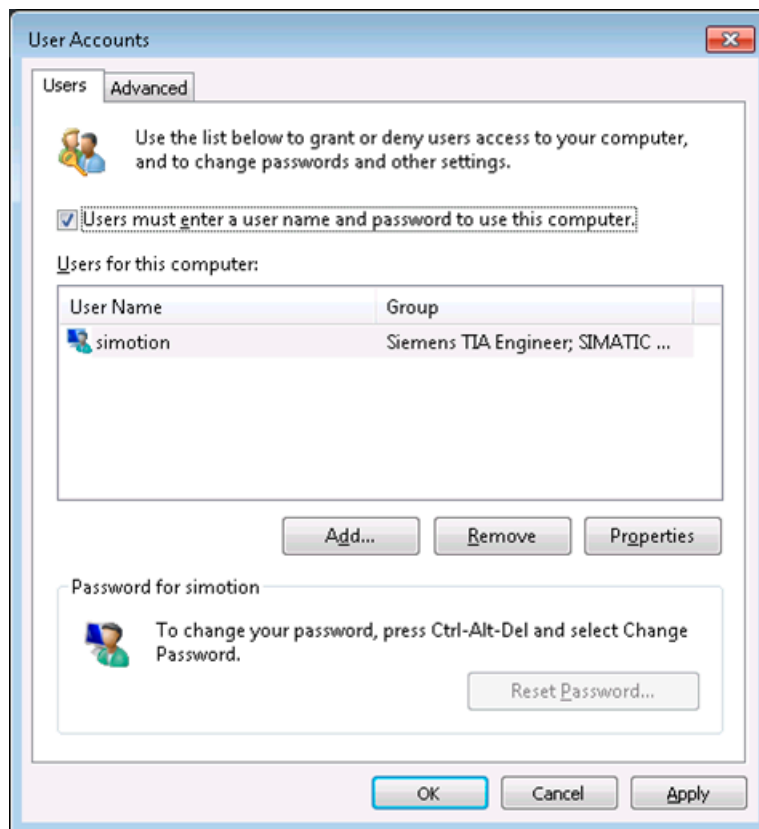 User Accounts
Users Advanced
Use the list below to grant or deny users access to your computer,
and to change passwords and other settings.
Users must enter a user name and password to use this computer.
Users for this computer:
User Name Group
simotion Siemens TIA Engineer; SIMATIC ...
Add... Remove Properties
Password for simotion
To change your password, press Ctrl-Alt-Del and select Change
Password.
Reset Password...
OK Cancel Apply